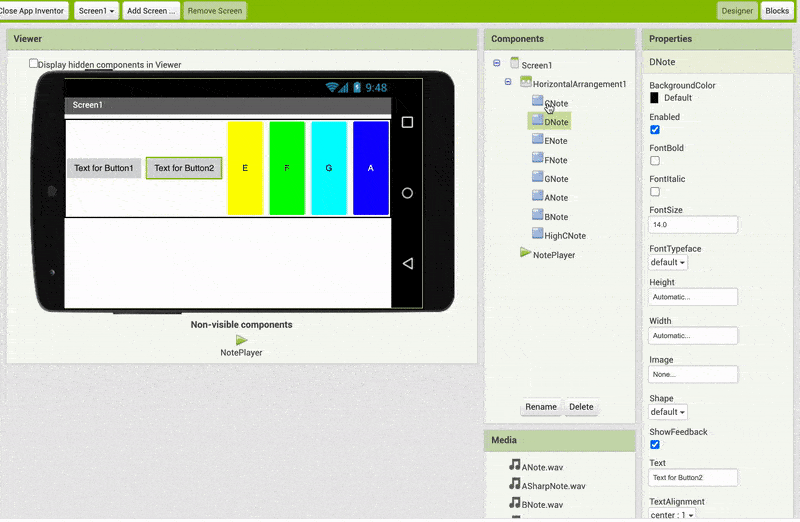 Close App Inventor
Screen1
Add Screen ...
Remove Screen
Designer
Blocks
Viewer
Display hidden components in Viewer
9:48
Screen1
Text for Button1
Text for Button2
E
F
G
A
Non-visible components
NotePlayer
Components
Screen1
HorizontalArrangement1
CNote
DNote
ENote
FNote
GNote
ANote
BNote
HighCNote
NotePlayer
Rename
Delete
Media
ANote.wav
ASharpNote.wav
BNote.wav
Properties
DNote
BackgroundColor
Default
Enabled
FontBold
FontItalic
FontSize
14.0
FontTypeface
default
Height
Automatic...
Width
Automatic...
Image
None...
Shape
default
ShowFeedback
Text
Text for Button2
TextAlignment
center : 1